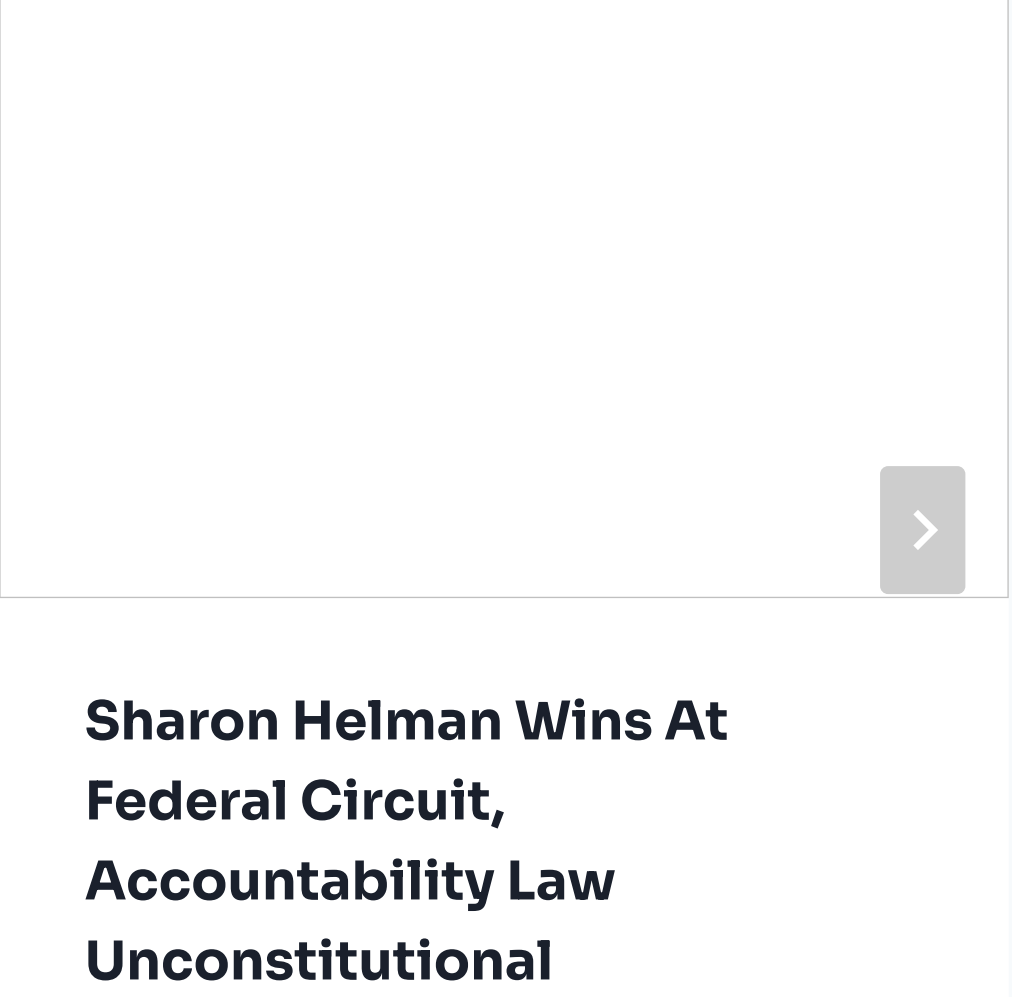 Sharon Helman Wins At
Federal Circuit,
Accountability Law
Unconstitutional